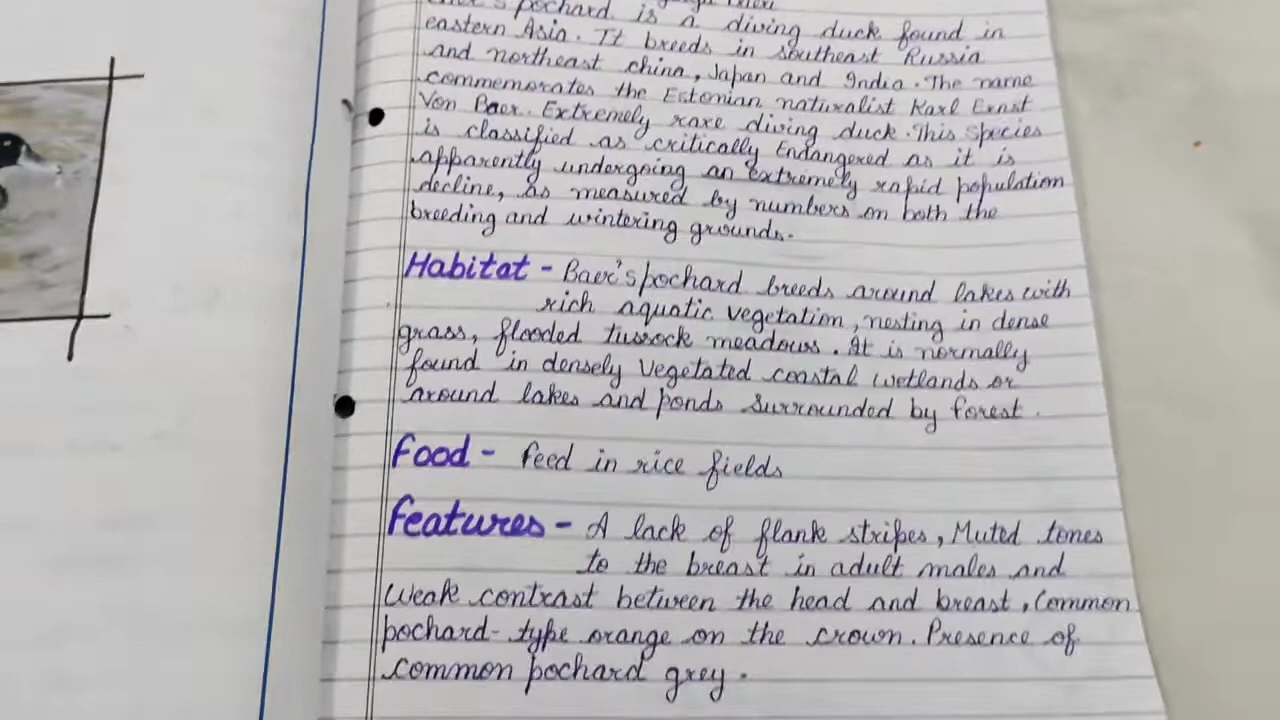 pochard is a diving duck found in
eastern Asia. It breeds in southeast Russia
and northeast china, Japan and India. The name
commemorates the Estonian naturalist Karl Ernst
Von Baer. Extremely rare diving duck. This species
is classified as critically Endangered as it is
apparently undergoing an extremely rapid population
decline, as measured by numbers on both the
breeding and wintering grounds.
Habitat - Baer's pochard breeds around lakes with
rich aquatic vegetation, nesting in dense
grass, flooded tussock meadows. It is normally
found in densely vegetated coastal wetlands or
around lakes and ponds surrounded by forest.
Food - feed in rice fields
Features - A lack of flank stripes, Muted tones
to the breast in adult males and
weak contrast between the head and breast, Common
pochard-type orange on the crown. Presence of
common pochard grey.